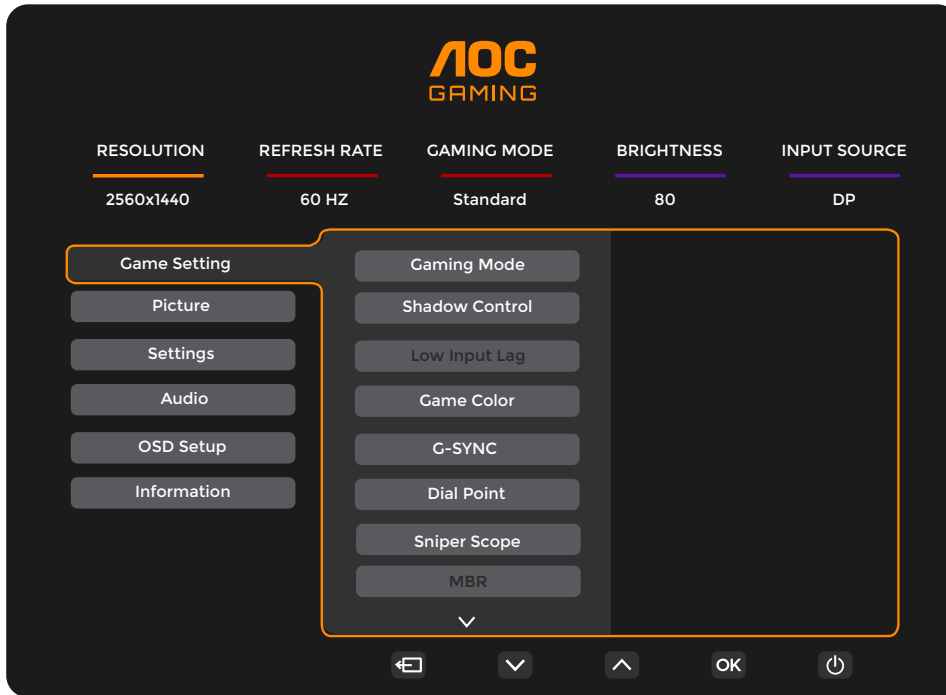 AOC
GAMING
RESOLUTION REFRESH RATE GAMING MODE BRIGHTNESS INPUT SOURCE
2560x1440 60 HZ Standard 80 DP
Game Setting
Picture
Settings
Audio
OSD Setup
Information
Gaming Mode
Shadow Control
Low Input Lag
Game Color
G-SYNC
Dial Point
Sniper Scope
MBR
OK